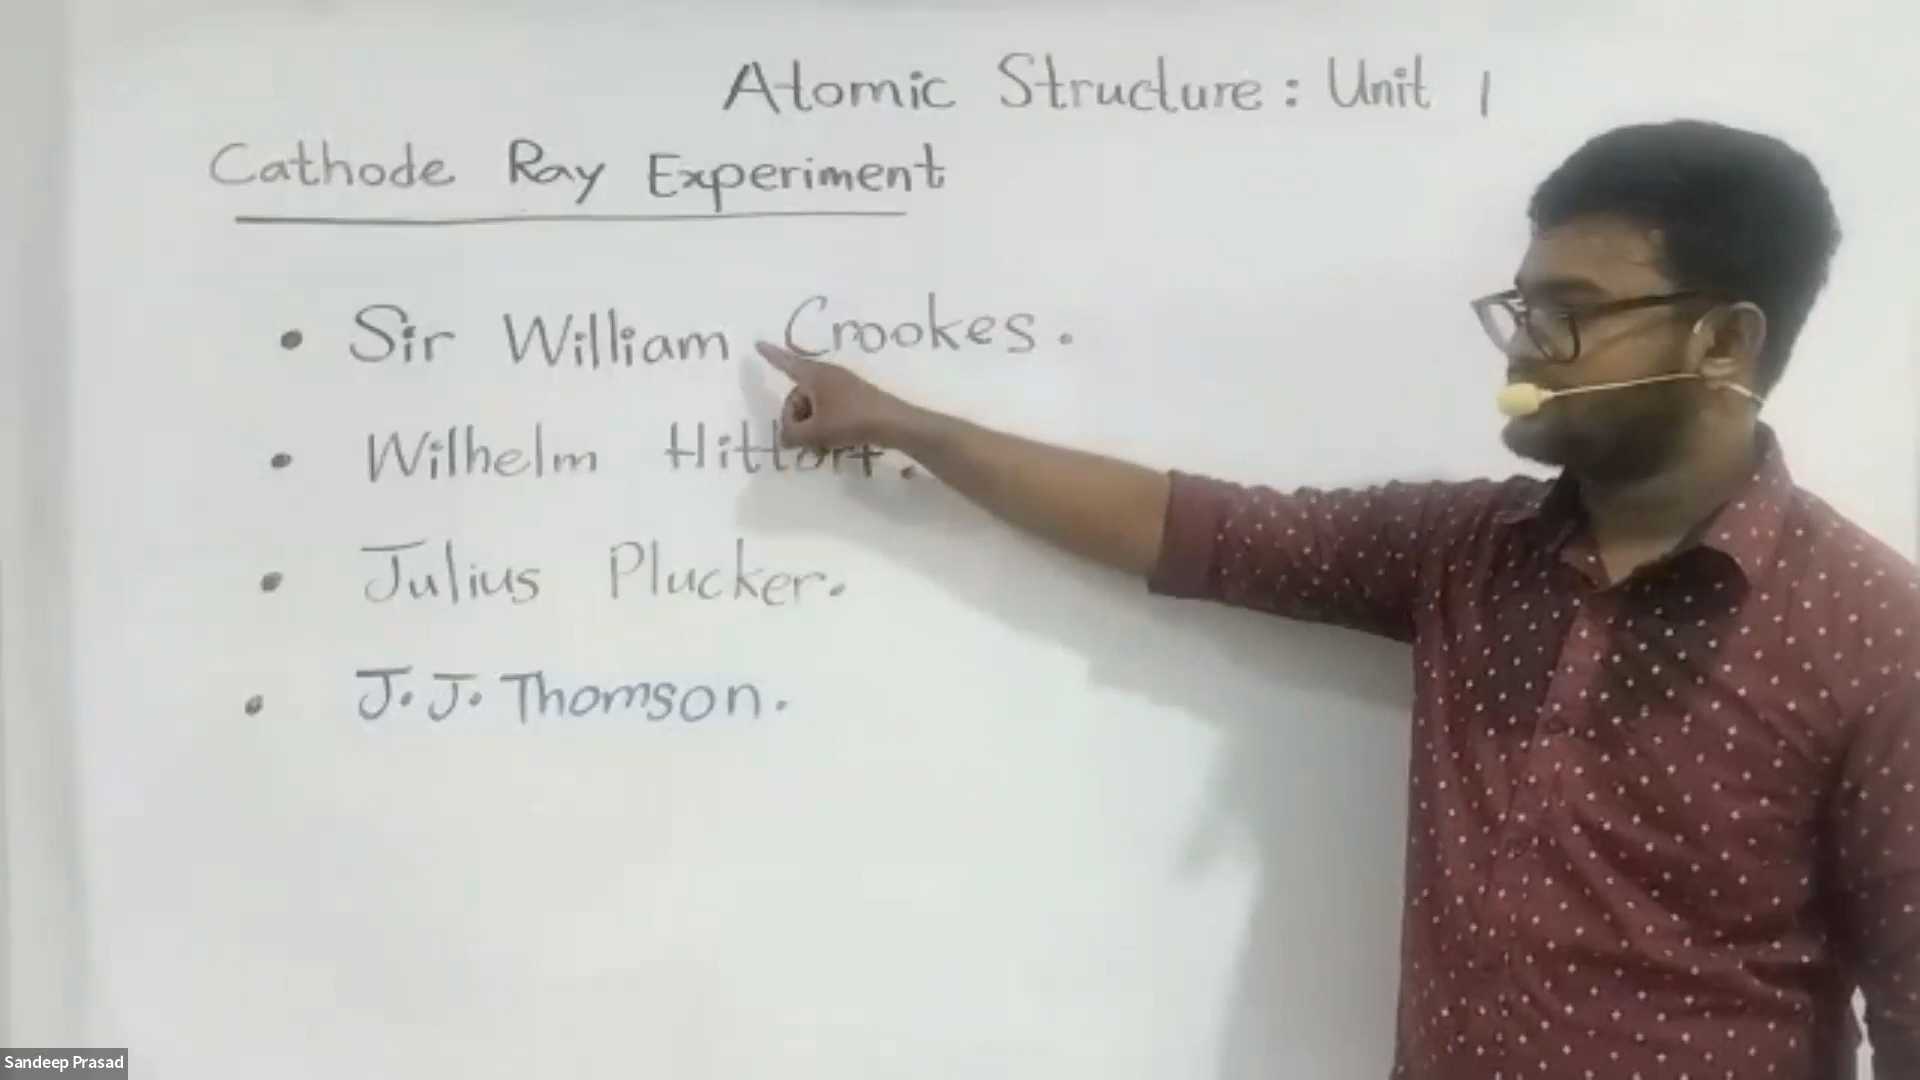 Atomic Structure: Unit 1
Cathode Ray Experiment
• Sir William Crookes.
• Wilhelm Hittorf.
• Julius Plucker.
• J. J. Thomson.
Sandeep Prasad